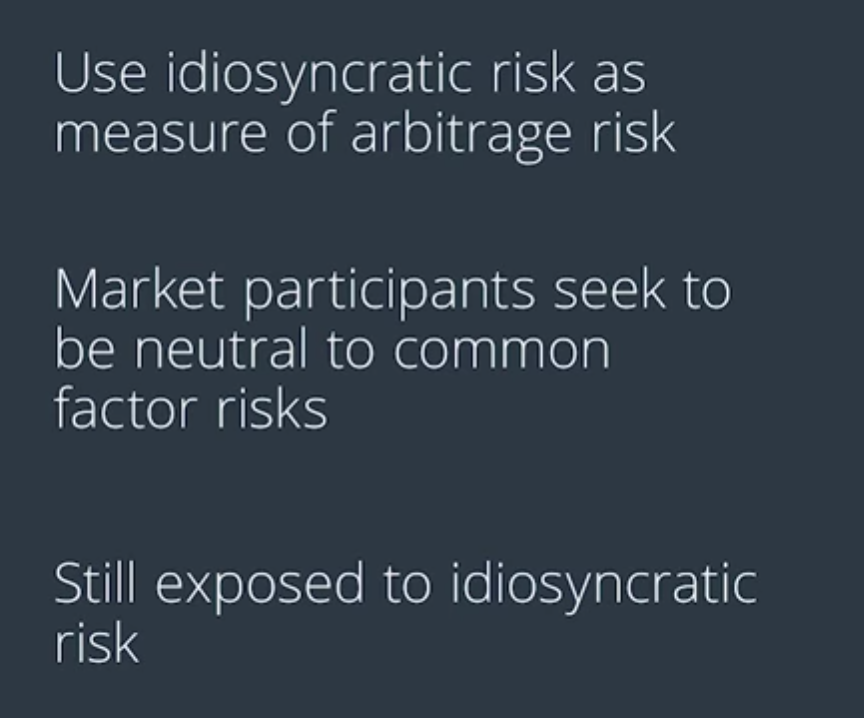 Use idiosyncratic risk as
measure of arbitrage risk
Market participants seek to
be neutral to common
factor risks
Still exposed to idiosyncratic
risk